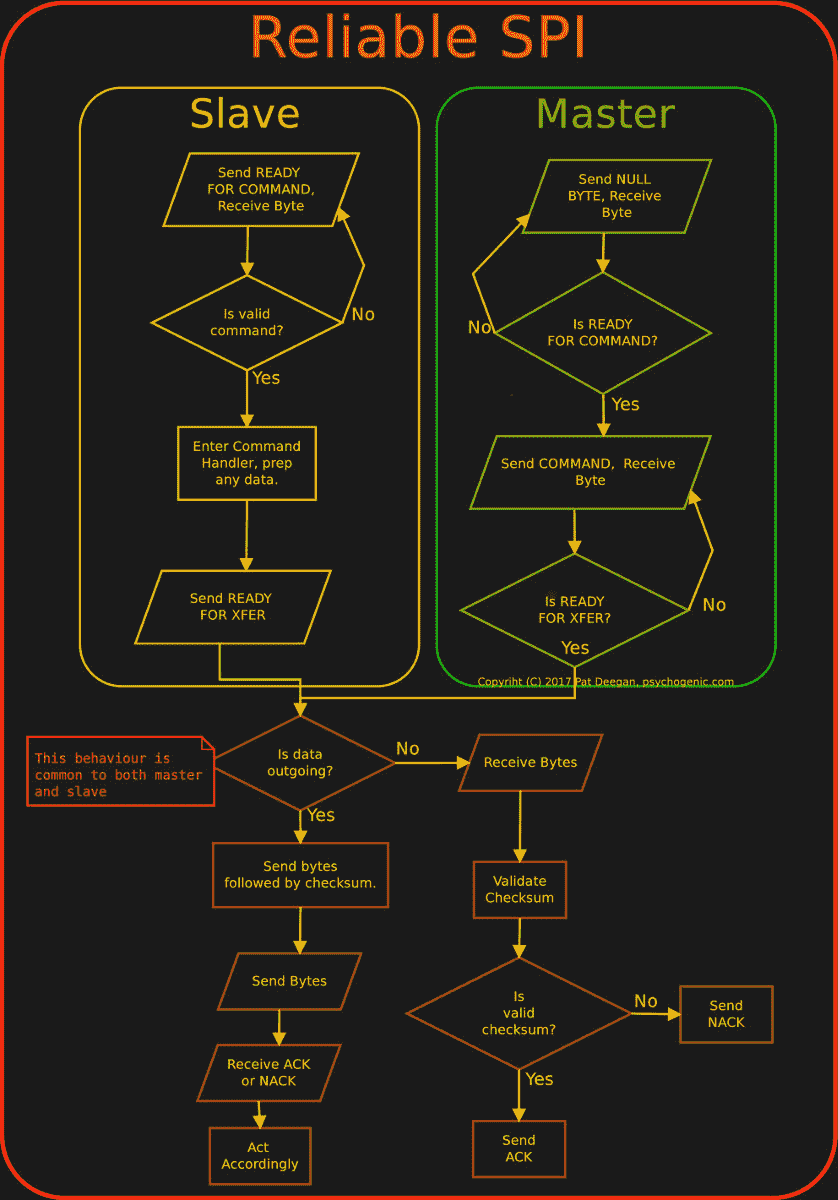 Reliable SPI
Slave
Send READY
FOR COMMAND,
Receive Byte
Is valid
command?
No
Yes
Enter Command
Handler, prep
any data.
Send READY
FOR XFER
Master
Send NULL
BYTE, Receive
Byte
Is READY
FOR COMMAND?
No
Yes
Send COMMAND,  Receive
Byte
Is READY
FOR XFER?
No
Yes
Copyriht (C) 2017 Pat Deegan, psychogenic.com
This behaviour is
common to both master
and slave
Is data
outgoing?
No
Yes
Send bytes
followed by checksum.
Send Bytes
Receive ACK
or NACK
Act
Accordingly
Receive Bytes
Validate
Checksum
Is
valid
checksum?
No
Send
NACK
Yes
Send
ACK